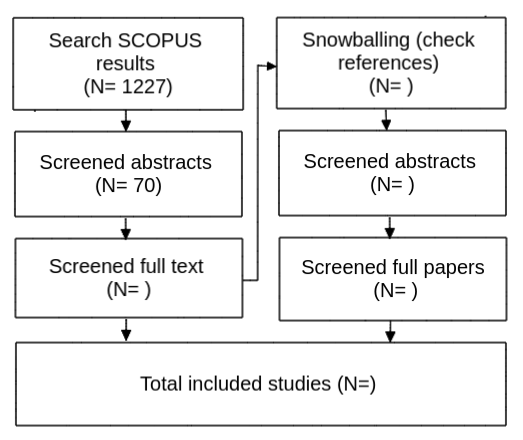 Search SCOPUS
results
(N= 1227)
Screened abstracts
(N= 70)
Screened full text
(N= )
Snowballing (check
references)
(N= )
Screened abstracts
(N= )
Screened full papers
(N= )
Total included studies (N=)